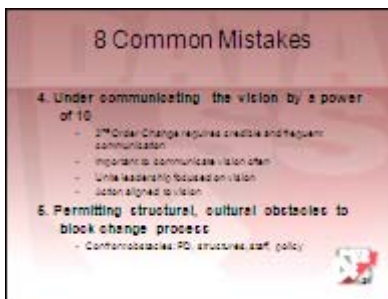 8 Common Mistakes
4. Under communicating the vision by a power
of 10
- 2nd Order Change requires credible and frequent
communication
- Important to communicate vision often
- Unite leadership focused on vision
- Action aligned to vision
5. Permitting structural, cultural obstacles to
block change process
- Confront obstacles: PD, structures, staff, policy